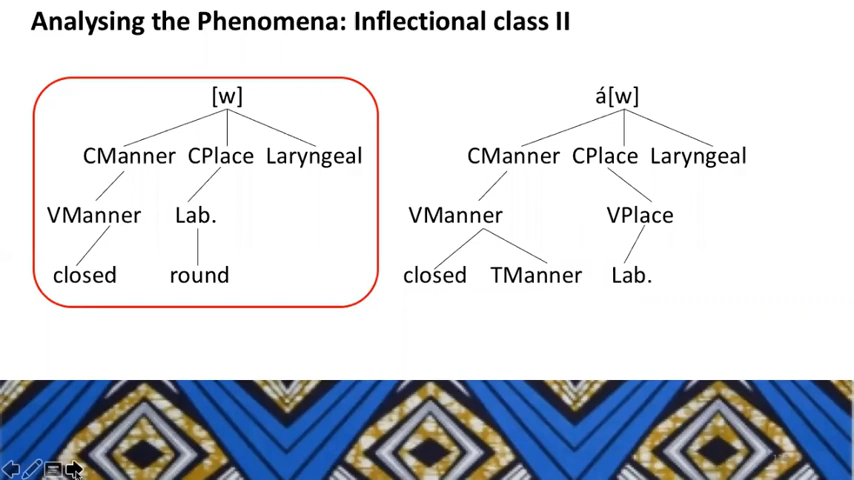 Analysing the Phenomena: Inflectional class II
[w]
CManner CPlace Laryngeal
VManner Lab.
closed round
á[w]
CManner CPlace Laryngeal
VManner VPlace
closed TManner Lab.